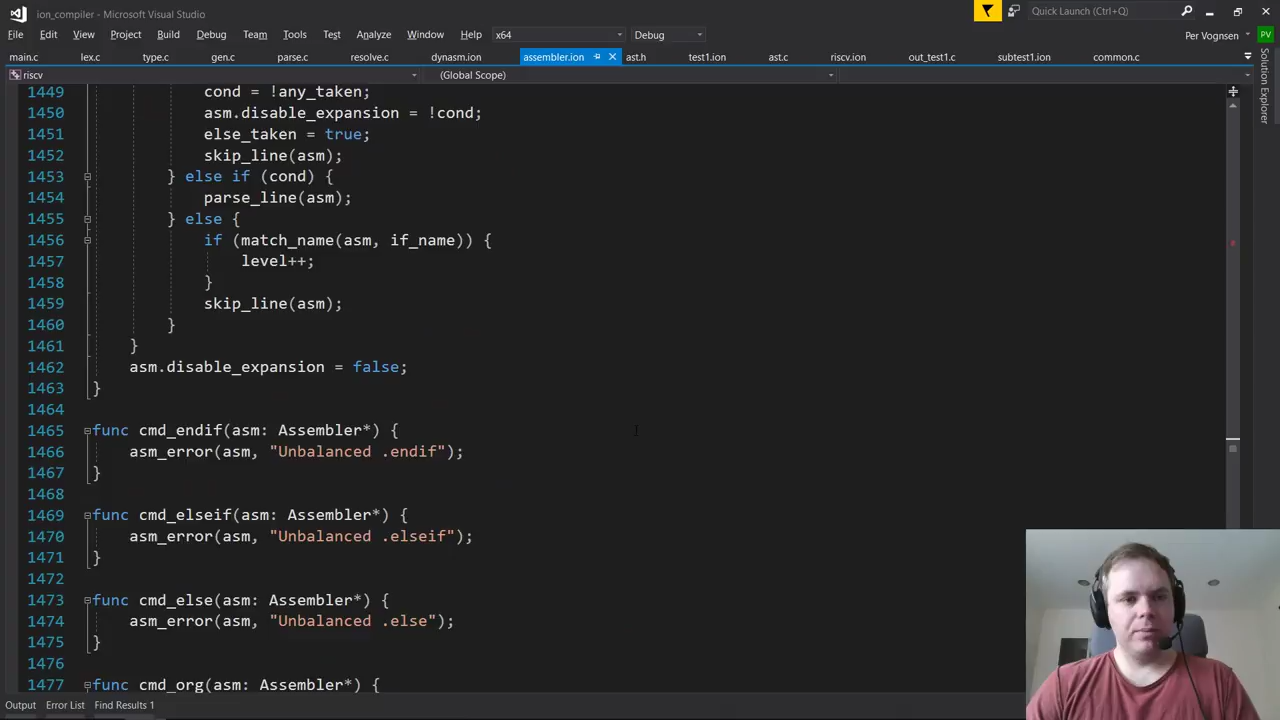 ion_compiler - Microsoft Visual Studio
Quick Launch (Ctrl+Q)
File Edit View Project Build Debug Team Tools Test Analyze Window Help x64 Debug Per Vognsen PV
main.c lex.c type.c gen.c parse.c resolve.c dynasm.ion assembler.ion ast.h test1.ion ast.c riscv.ion out_test1.c subtest1.ion common.c
riscv (Global Scope)
Solution Explorer
1449 cond = !any_taken;
1450 asm.disable_expansion = !cond;
1451 else_taken = true;
1452 skip_line(asm);
1453 } else if (cond) {
1454 parse_line(asm);
1455 } else {
1456 if (match_name(asm, if_name)) {
1457 level++;
1458 }
1459 skip_line(asm);
1460 }
1461 }
1462 asm.disable_expansion = false;
1463 }
1464
1465 func cmd_endif(asm: Assembler*) {
1466 asm_error(asm, "Unbalanced .endif");
1467 }
1468
1469 func cmd_elseif(asm: Assembler*) {
1470 asm_error(asm, "Unbalanced .elseif");
1471 }
1472
1473 func cmd_else(asm: Assembler*) {
1474 asm_error(asm, "Unbalanced .else");
1475 }
1476
1477 func cmd_org(asm: Assembler*) {
Output Error List Find Results 1